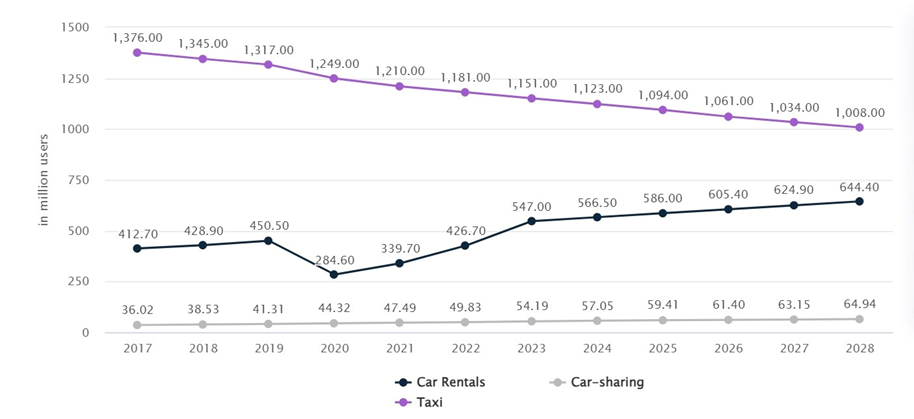 1500
1,376.00 1,345.00 1,317.00 1,249.00 1,210.00 1,181.00 1,151.00 1,123.00 1,094.00 1,061.00 1,034.00 1,008.00
1250
1000
in million users
750
412.70 428.90 450.50 284.60 339.70 426.70 547.00 566.50 586.00 605.40 624.90 644.40
500
250
36.02 38.53 41.31 44.32 47.49 49.83 54.19 57.05 59.41 61.40 63.15 64.94
0
2017 2018 2019 2020 2021 2022 2023 2024 2025 2026 2027 2028
Car Rentals Car-sharing
Taxi